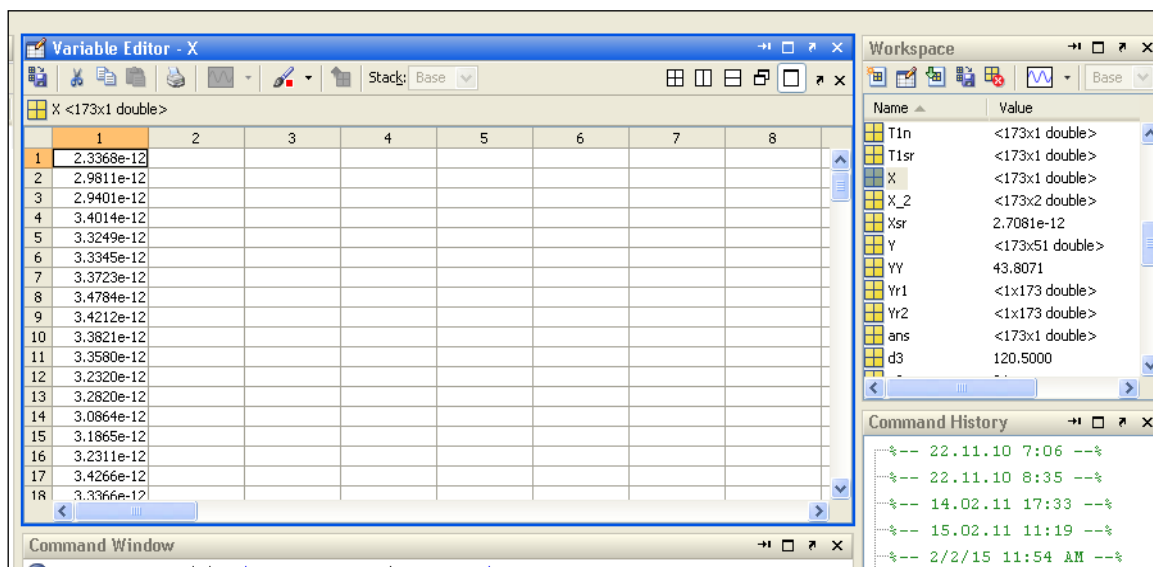 Variable Editor - X
Stack: Base
X <173x1 double>
1 2 3 4 5 6 7 8
1 2.3368e-12
2 2.9811e-12
3 2.9401e-12
4 3.4014e-12
5 3.3249e-12
6 3.3345e-12
7 3.3723e-12
8 3.4784e-12
9 3.4212e-12
10 3.3821e-12
11 3.3580e-12
12 3.2320e-12
13 3.2820e-12
14 3.0864e-12
15 3.1865e-12
16 3.2311e-12
17 3.4266e-12
18 3.3366e-12
Command Window
Workspace
Base
Name Value
T1n <173x1 double>
T1sr <173x1 double>
X <173x1 double>
X_2 <173x2 double>
Xsr 2.7081e-12
Y <173x51 double>
YY 43.8071
Yr1 <1x173 double>
Yr2 <1x173 double>
ans <173x1 double>
d3 120.5000
Command History
%-- 22.11.10 7:06 --%
%-- 22.11.10 8:35 --%
%-- 14.02.11 17:33 --%
%-- 15.02.11 11:19 --%
%-- 2/2/15 11:54 AM --%